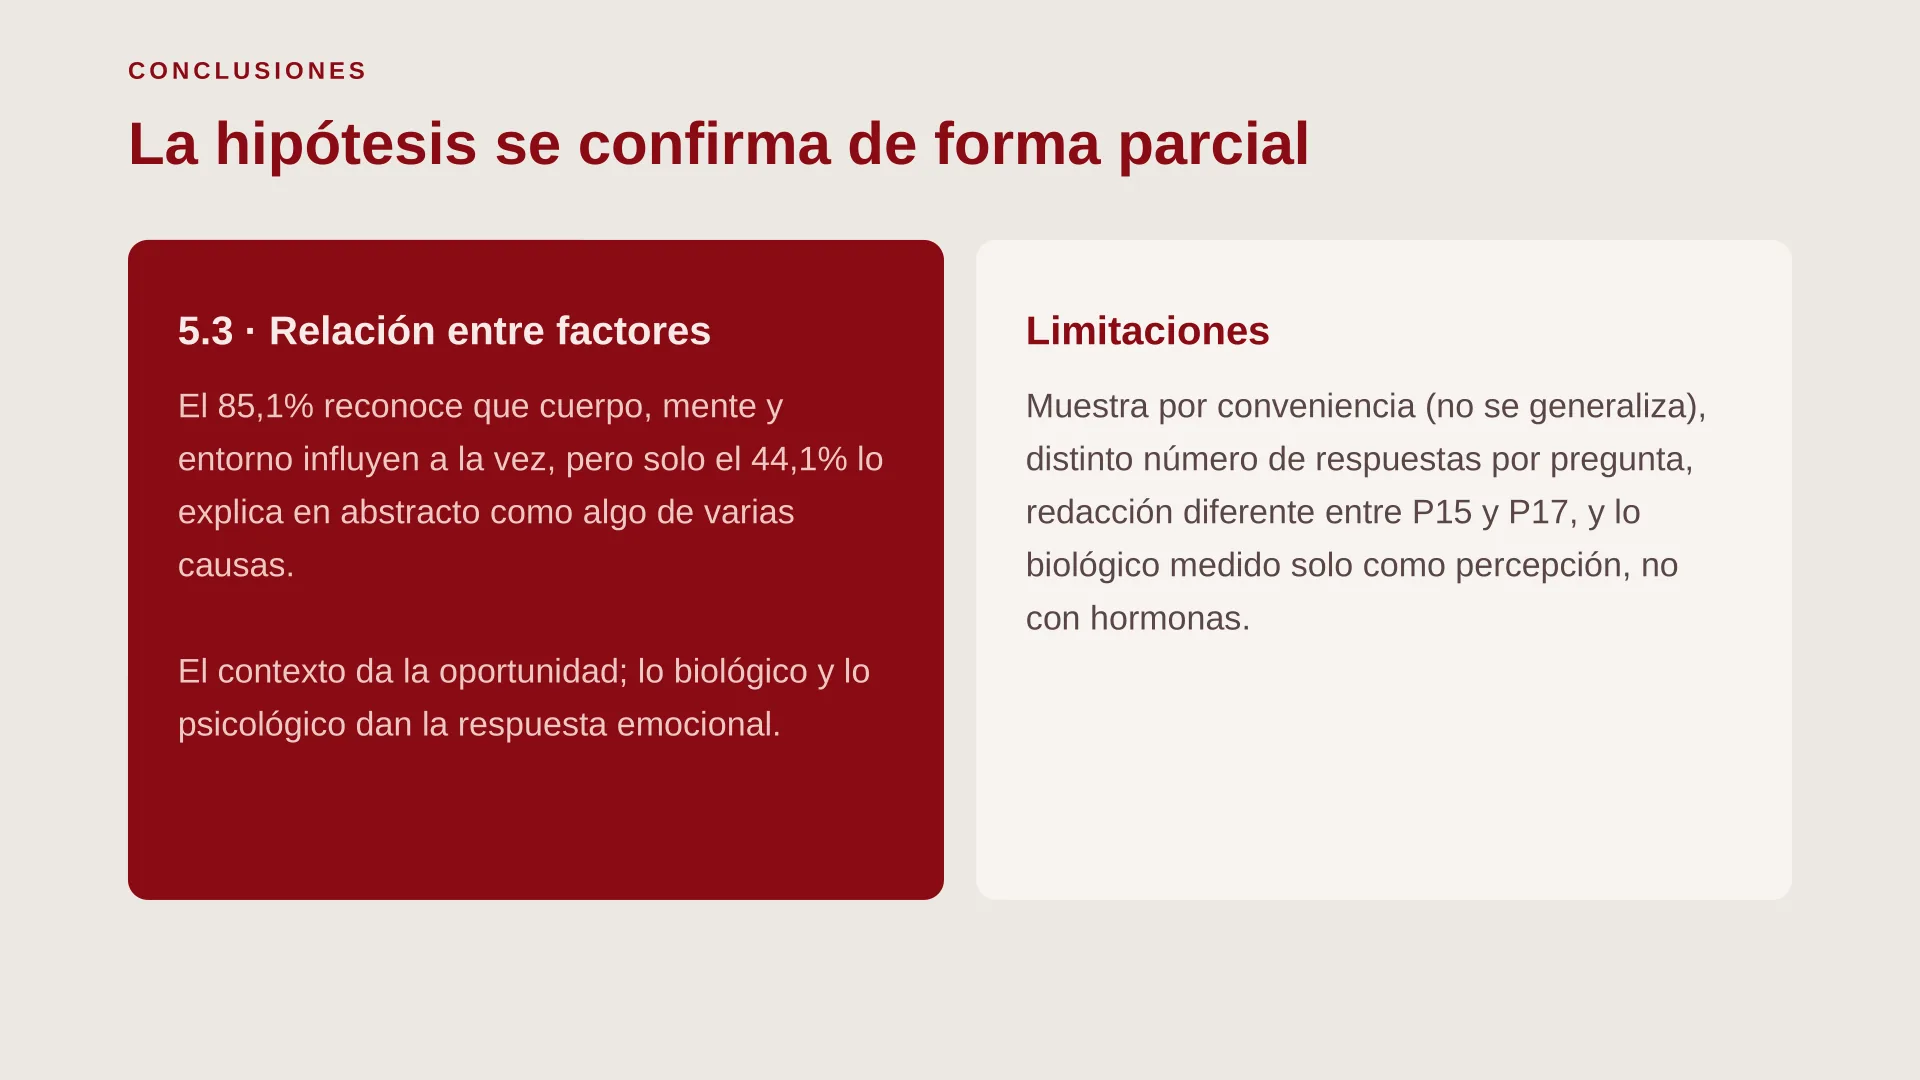 CONCLUSIONES
La hipótesis se confirma de forma parcial
5.3 · Relación entre factores
El 85,1% reconoce que cuerpo, mente y
entorno influyen a la vez, pero solo el 44,1% lo
explica en abstracto como algo de varias
causas.
El contexto da la oportunidad; lo biológico y lo
psicológico dan la respuesta emocional.
Limitaciones
Muestra por conveniencia (no se generaliza),
distinto número de respuestas por pregunta,
redacción diferente entre P15 y P17, y lo
biológico medido solo como percepción, no
con hormonas.